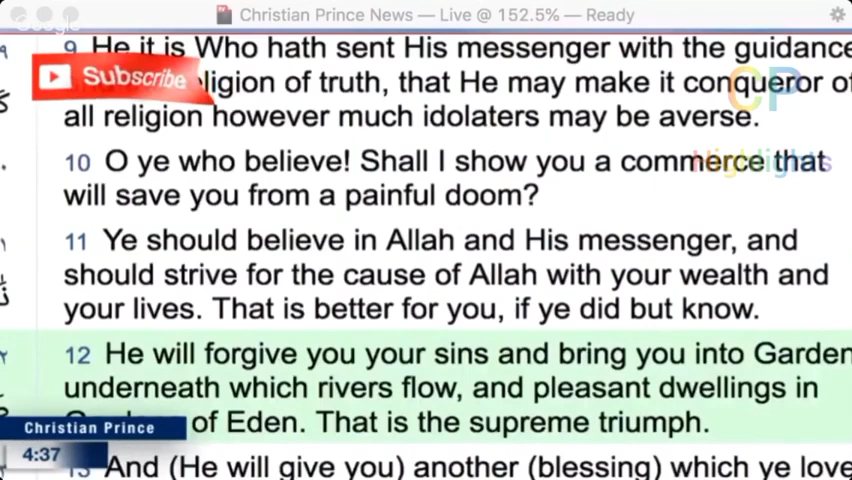 Christian Prince News — Live @ 152.5% — Ready
Google
9 He it is Who hath sent His messenger with the guidance
Subscribe
religion of truth, that He may make it conqueror of
CP
all religion however much idolaters may be averse.
10 O ye who believe! Shall I show you a commerce that
Highlights
will save you from a painful doom?
11 Ye should believe in Allah and His messenger, and
should strive for the cause of Allah with your wealth and
your lives. That is better for you, if ye did but know.
12 He will forgive you your sins and bring you into Garden
underneath which rivers flow, and pleasant dwellings in
of Eden. That is the supreme triumph.
Christian Prince
4:37
13 And (He will give you) another (blessing) which ye love